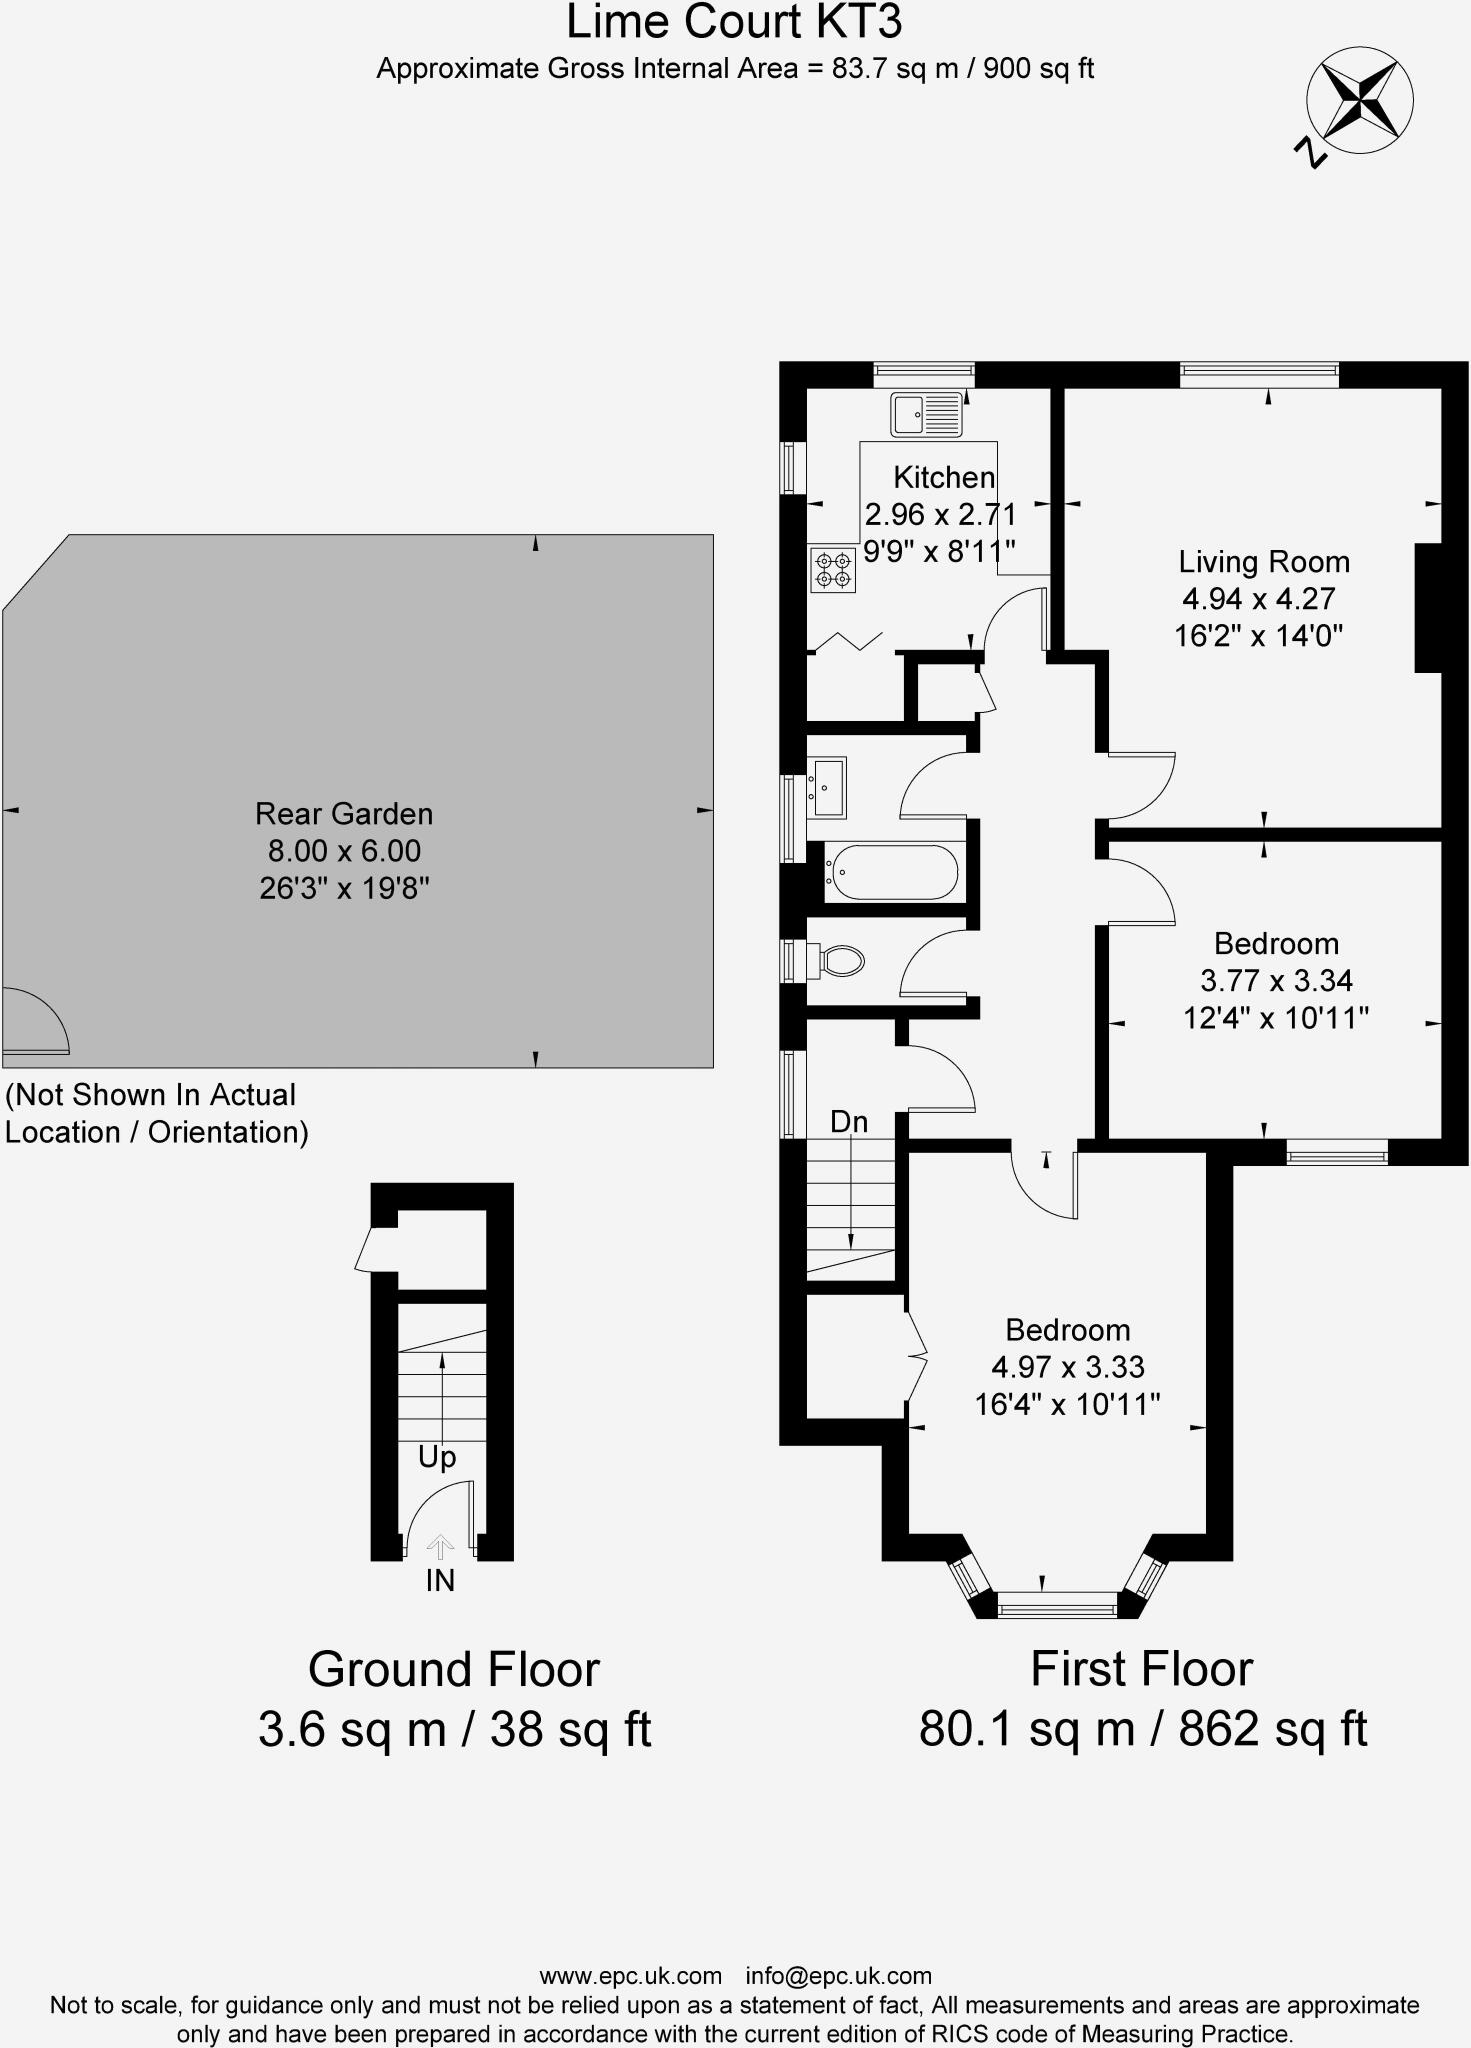 Lime Court KT3
Approximate Gross Internal Area = 83.7 sq m / 900 sq ft
N
Kitchen
2.96 x 2.71
9'9" x 8'11"
Living Room
4.94 x 4.27
16'2" x 14'0"
Rear Garden
8.00 x 6.00
26'3" x 19'8"
(Not Shown In Actual
Location / Orientation)
Bedroom
3.77 x 3.34
12'4" x 10'11"
Dn
Bedroom
4.97 x 3.33
16'4" x 10'11"
Up
IN
Ground Floor
3.6 sq m / 38 sq ft
First Floor
80.1 sq m / 862 sq ft
www.epc.uk.com info@epc.uk.com
Not to scale, for guidance only and must not be relied upon as a statement of fact, All measurements and areas are approximate
only and have been prepared in accordance with the current edition of RICS code of Measuring Practice.